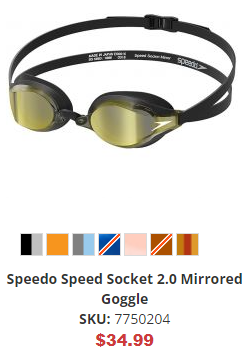 Speedo Speed Socket 2.0 Mirrored
Goggle
SKU: 7750204
$34.99